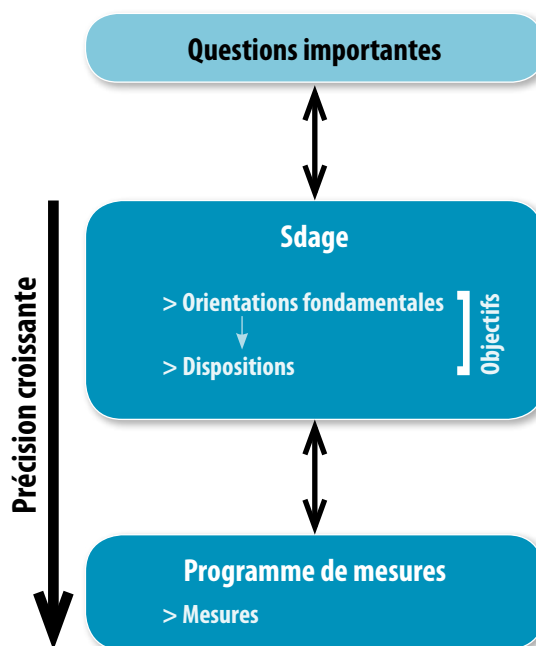 Questions importantes
Précision croissante
Sdage
> Orientations fondamentales
> Dispositions
Objectifs
Programme de mesures
> Mesures